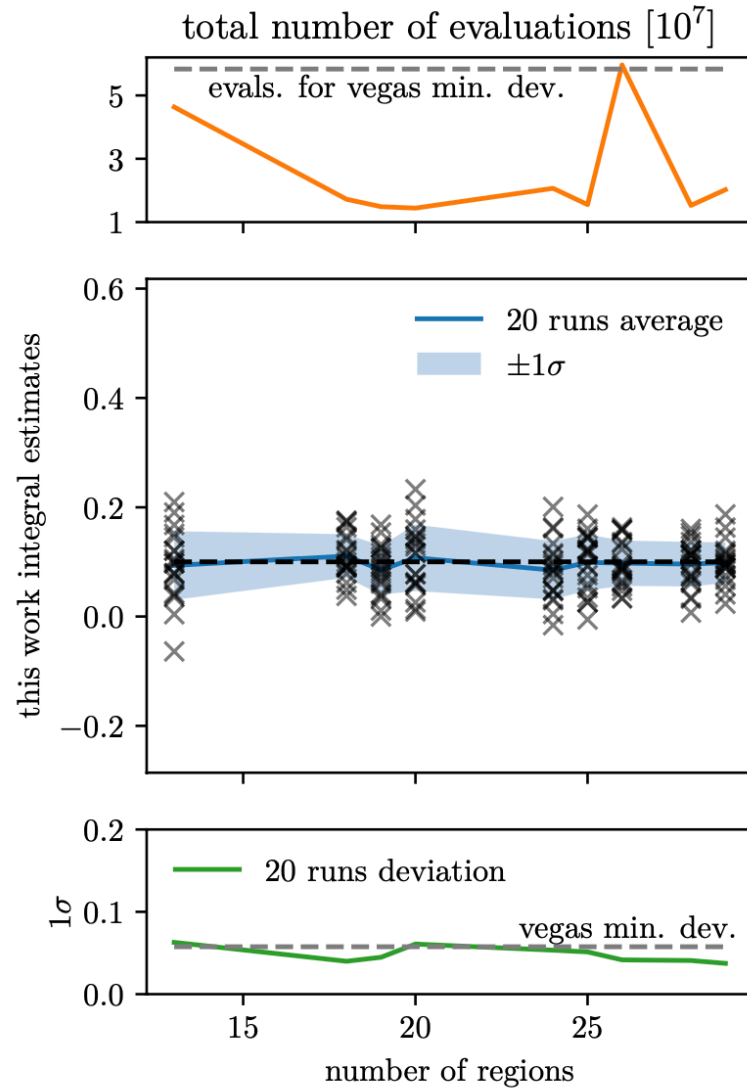 total number of evaluations [10⁷]
5
evals. for vegas min. dev.
3
1
0.6
20 runs average
±1σ
0.4
this work integral estimates
0.2
0.0
−0.2
0.2
20 runs deviation
1σ
0.1
vegas min. dev.
0.0
15
20
25
number of regions